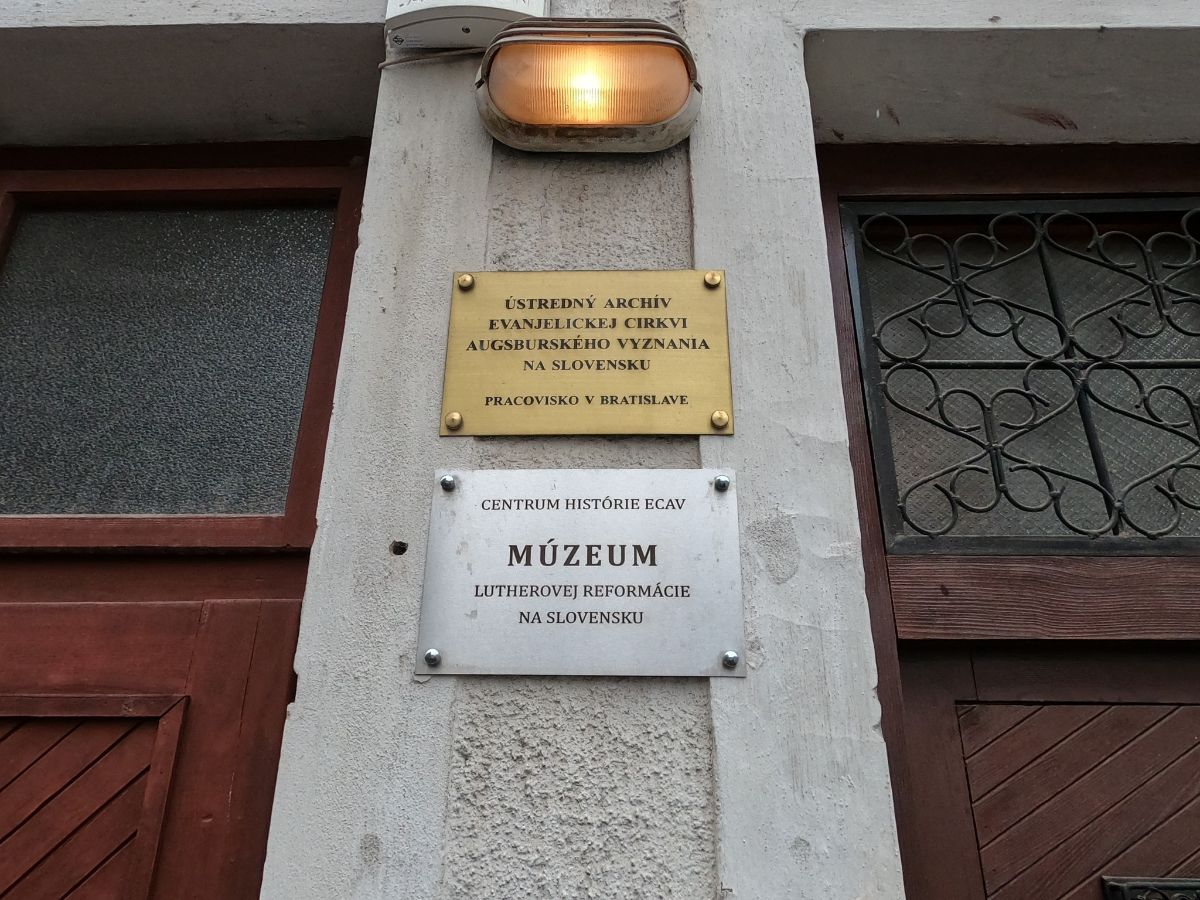 ÚSTREDNÝ ARCHÍV
EVANJELICKEJ CIRKVI
AUGSBURSKÉHO VYZNANIA
NA SLOVENSKU
PRACOVISKO V BRATISLAVE
CENTRUM HISTÓRIE ECAV
MÚZEUM
LUTHEROVEJ REFORMÁCIE
NA SLOVENSKU